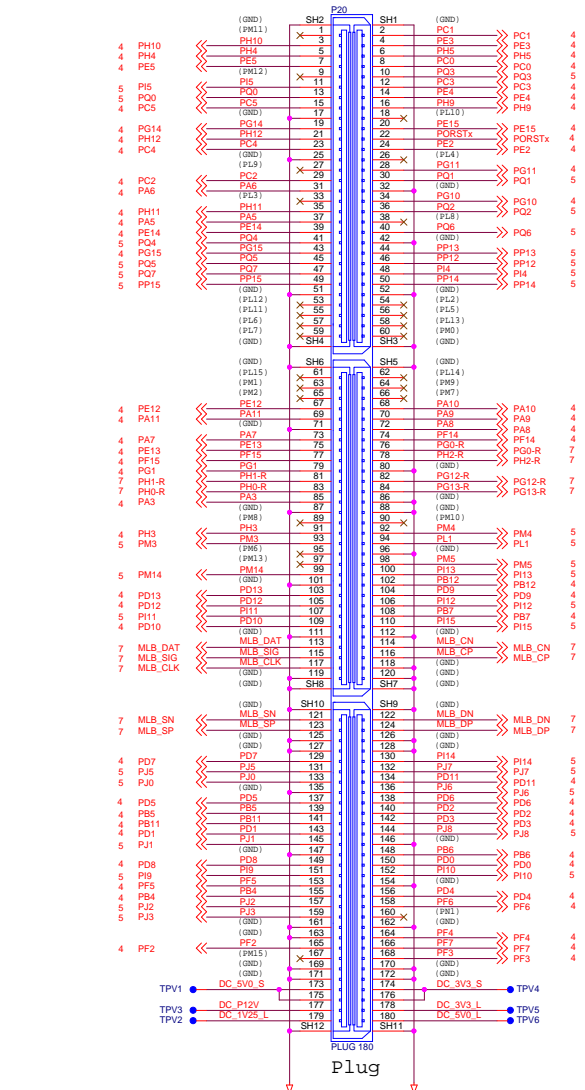 P20
(GND) SH2 SH1 (GND)
(PM11) 1 2 PC1 PC1 4
4 PH10 PH10 3 4 PE3 PE3 4
4 PH4 PH4 5 6 PH5 PH5 4
4 PE5 PE5 7 8 PC0 PC0 4
(PM12) 9 10 PQ3 PQ3 5
5 PI5 PI5 11 12 PC3 PC3 4
5 PQ0 PQ0 13 14 PE4 PE4 4
4 PC5 PC5 15 16 PH9 PH9 4
(GND) 17 18 (PL10)
4 PG14 PG14 19 20 PE15 PE15 4
4 PH12 PH12 21 22 PORSTx PORSTx 4
4 PC4 PC4 23 24 PE2 PE2 4
(GND) 25 26 (PL4)
(PL9) 27 28 PG11 PG11 4
4 PC2 PC2 29 30 PQ1 PQ1 5
4 PA6 PA6 31 32 (GND)
(PL3) 33 34 PG10 PG10 4
4 PH11 PH11 35 36 PQ2 PQ2 5
4 PA5 PA5 37 38 (PL8)
4 PE14 PE14 39 40 PQ6 PQ6 5
5 PQ4 PQ4 41 42 (GND)
4 PG15 PG15 43 44 PP13 PP13 5
5 PQ5 PQ5 45 46 PP12 PP12 5
5 PQ7 PQ7 47 48 PI4 PI4 5
5 PP15 PP15 49 50 PP14 PP14 5
(GND) 51 52 (GND)
(PL12) 53 54 (PL2)
(PL11) 55 56 (PL5)
(PL6) 57 58 (PL13)
(PL7) 59 60 (PM0)
(GND) SH4 SH3 (GND)
(GND) SH6 SH5 (GND)
(PL15) 61 62 (PL14)
(PM1) 63 64 (PM9)
(PM2) 65 66 (PM7)
4 PE12 PE12 67 68 PA10 PA10 4
4 PA11 PA11 69 70 PA9 PA9 4
(GND) 71 72 PA8 PA8 4
4 PA7 PA7 73 74 PF14 PF14 4
4 PE13 PE13 75 76 PG0-R PG0-R 7
4 PF15 PF15 77 78 PH2-R PH2-R 7
4 PG1 PG1 79 80 (GND)
7 PH1-R PH1-R 81 82 PG12-R PG12-R 7
7 PH0-R PH0-R 83 84 PG13-R PG13-R 7
4 PA3 PA3 85 86 (GND)
(GND) 87 88 (GND)
(PM8) 89 90 (PM10)
4 PH3 PH3 91 92 PM4 PM4 5
5 PM3 PM3 93 94 PL1 PL1 5
(PM6) 95 96 (GND)
(PM13) 97 98 PM5 PM5 5
5 PM14 PM14 99 100 PI13 PI13 5
(GND) 101 102 PB12 PB12 4
4 PD13 PD13 103 104 PD9 PD9 4
4 PD12 PD12 105 106 PI12 PI12 5
5 PI11 PI11 107 108 PB7 PB7 4
4 PD10 PD10 109 110 PI15 PI15 5
(GND) 111 112 (GND)
7 MLB_DAT MLB_DAT 113 114 MLB_CN MLB_CN 7
7 MLB_SIG MLB_SIG 115 116 MLB_CP MLB_CP 7
7 MLB_CLK MLB_CLK 117 118 (GND)
(GND) 119 120 (GND)
(GND) SH8 SH7 (GND)
(GND) SH10 SH9 (GND)
7 MLB_SN MLB_SN 121 122 MLB_DN MLB_DN 7
7 MLB_SP MLB_SP 123 124 MLB_DP MLB_DP 7
(GND) 125 126 (GND)
(GND) 127 128 (GND)
4 PD7 PD7 129 130 PI14 PI14 5
5 PJ5 PJ5 131 132 PJ7 PJ7 5
5 PJ0 PJ0 133 134 PD11 PD11 4
(GND) 135 136 PJ6 PJ6 5
4 PD5 PD5 137 138 PD6 PD6 4
4 PB5 PB5 139 140 PD2 PD2 4
4 PB11 PB11 141 142 PD3 PD3 4
4 PD1 PD1 143 144 PJ8 PJ8 5
5 PJ1 PJ1 145 146 (GND)
(GND) 147 148 PB6 PB6 4
4 PD8 PD8 149 150 PD0 PD0 4
5 PI9 PI9 151 152 PI10 PI10 5
4 PF5 PF5 153 154 (GND)
4 PB4 PB4 155 156 PD4 PD4 4
5 PJ2 PJ2 157 158 PF6 PF6 4
5 PJ3 PJ3 159 160 (PN1)
(GND) 161 162 (GND)
(GND) 163 164 PF4 PF4 4
4 PF2 PF2 165 166 PF7 PF7 4
(PM15) 167 168 PF3 PF3 4
(GND) 169 170 (GND)
(GND) 171 172 (GND)
TPV1 DC_5V0_S 173 174 DC_3V3_S TPV4
175 176
TPV3 DC_P12V 177 178 DC_3V3_L TPV5
TPV2 DC_1V25_L 179 180 DC_5V0_L TPV6
(GND) SH12 SH11 (GND)
PLUG 180
Plug